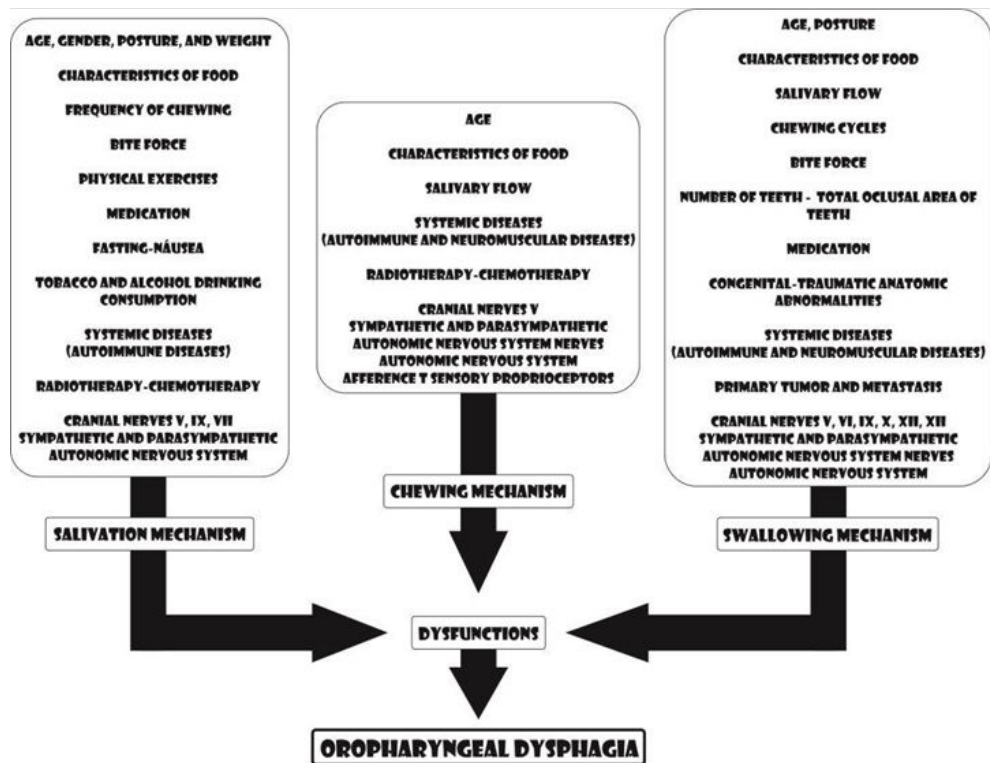 AGE, GENDER, POSTURE, AND WEIGHT
CHARACTERISTICS OF FOOD
FREQUENCY OF CHEWING
BITE FORCE
PHYSICAL EXERCISES
MEDICATION
FASTING-NÁUSEA
TOBACCO AND ALCOHOL DRINKING
CONSUMPTION
SYSTEMIC DISEASES
(AUTOIMMUNE DISEASES)
RADIOTHERAPY-CHEMOTHERAPY
CRANIAL NERVES V, IX, VII
SYMPATHETIC AND PARASYMPATHETIC
AUTONOMIC NERVOUS SYSTEM
SALIVATION MECHANISM
AGE
CHARACTERISTICS OF FOOD
SALIVARY FLOW
SYSTEMIC DISEASES
(AUTOIMMUNE AND NEUROMUSCULAR DISEASES)
RADIOTHERAPY-CHEMOTHERAPY
CRANIAL NERVES V
SYMPATHETIC AND PARASYMPATHETIC
AUTONOMIC NERVOUS SYSTEM NERVES
AUTONOMIC NERVOUS SYSTEM
AFFERENCE T SENSORY PROPRIOCEPTORS
CHEWING MECHANISM
AGE, POSTURE
CHARACTERISTICS OF FOOD
SALIVARY FLOW
CHEWING CYCLES
BITE FORCE
NUMBER OF TEETH - TOTAL OCLUSAL AREA OF
TEETH
MEDICATION
CONGENITAL-TRAUMATIC ANATOMIC
ABNORMALITIES
SYSTEMIC DISEASES
(AUTOIMMUNE AND NEUROMUSCULAR DISEASES)
PRIMARY TUMOR AND METASTASIS
CRANIAL NERVES V, VI, IX, X, XII, XII
SYMPATHETIC AND PARASYMPATHETIC
AUTONOMIC NERVOUS SYSTEM NERVES
AUTONOMIC NERVOUS SYSTEM
SWALLOWING MECHANISM
DYSFUNCTIONS
OROPHARYNGEAL DYSPHAGIA